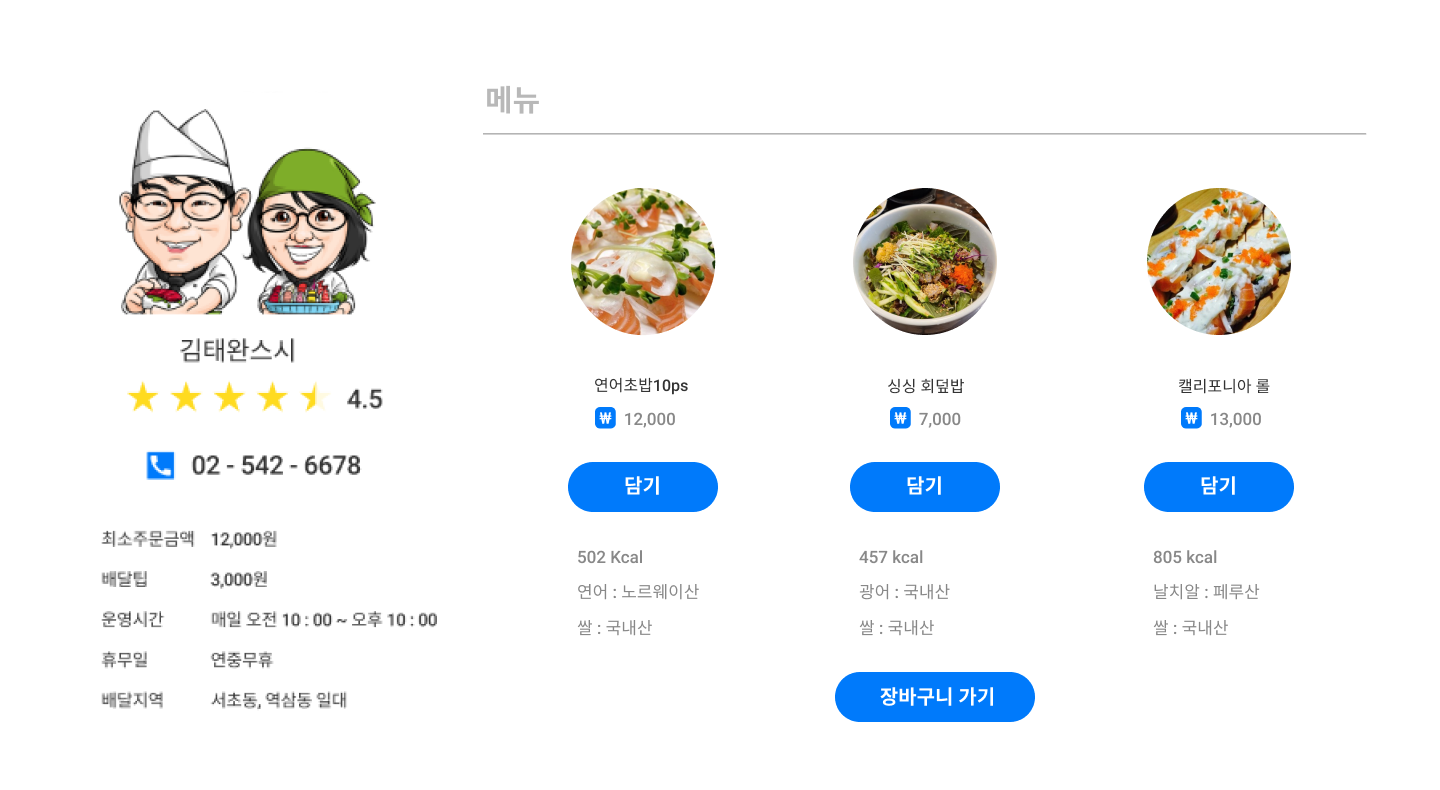 김태완스시
4.5
02 - 542 - 6678
최소주문금액 12,000원
배달팁 3,000원
운영시간 매일 오전 10 : 00 ~ 오후 10 : 00
휴무일 연중무휴
배달지역 서초동, 역삼동 일대
메뉴
연어초밥10ps
₩ 12,000
담기
502 Kcal
연어 : 노르웨이산
쌀 : 국내산
싱싱 회덮밥
₩ 7,000
담기
457 kcal
광어 : 국내산
쌀 : 국내산
캘리포니아 롤
₩ 13,000
담기
805 kcal
날치알 : 페루산
쌀 : 국내산
장바구니 가기